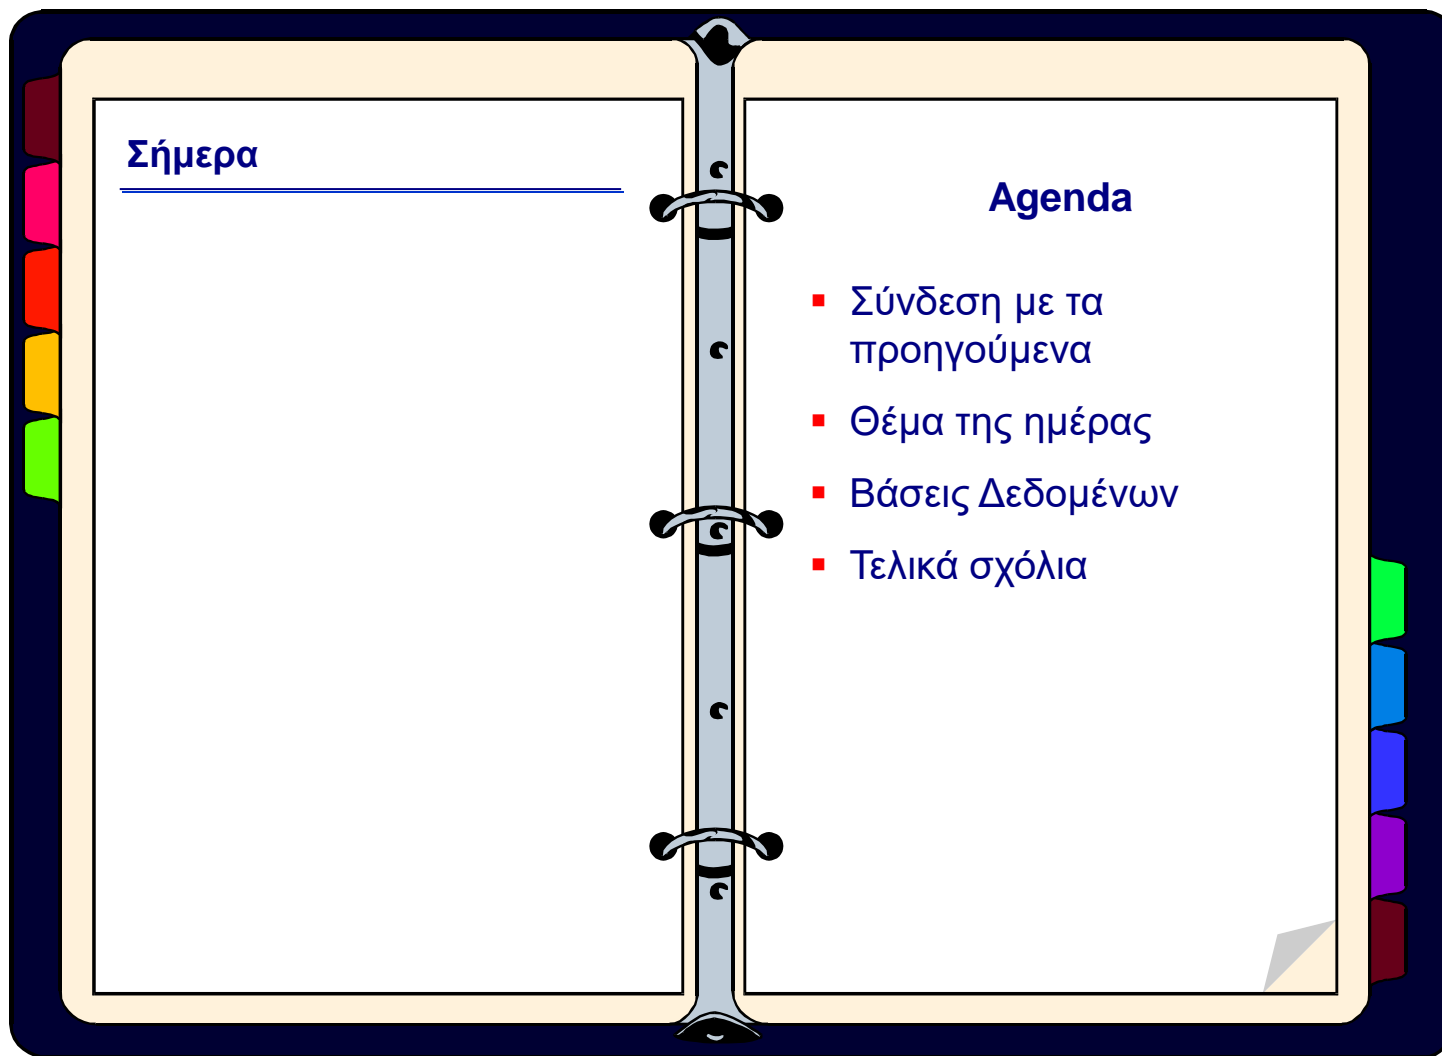 Σήμερα
Agenda
Σύνδεση με τα
προηγούμενα
Θέμα της ημέρας
Βάσεις Δεδομένων
Τελικά σχόλια